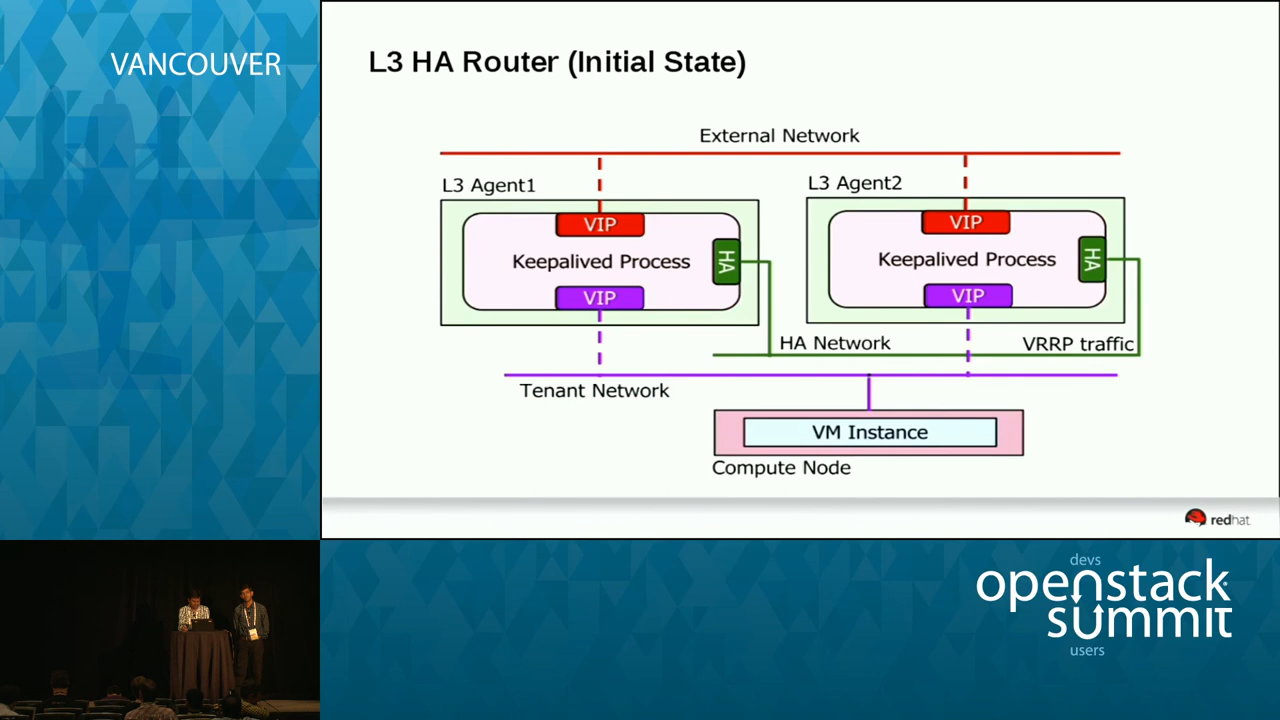 VANCOUVER
L3 HA Router (Initial State)
External Network
L3 Agent1
L3 Agent2
VIP
VIP
Keepalived Process
HA
Keepalived Process
HA
VIP
VIP
HA Network
VRRP traffic
Tenant Network
VM Instance
Compute Node
redhat
devs
openstack
summit
users